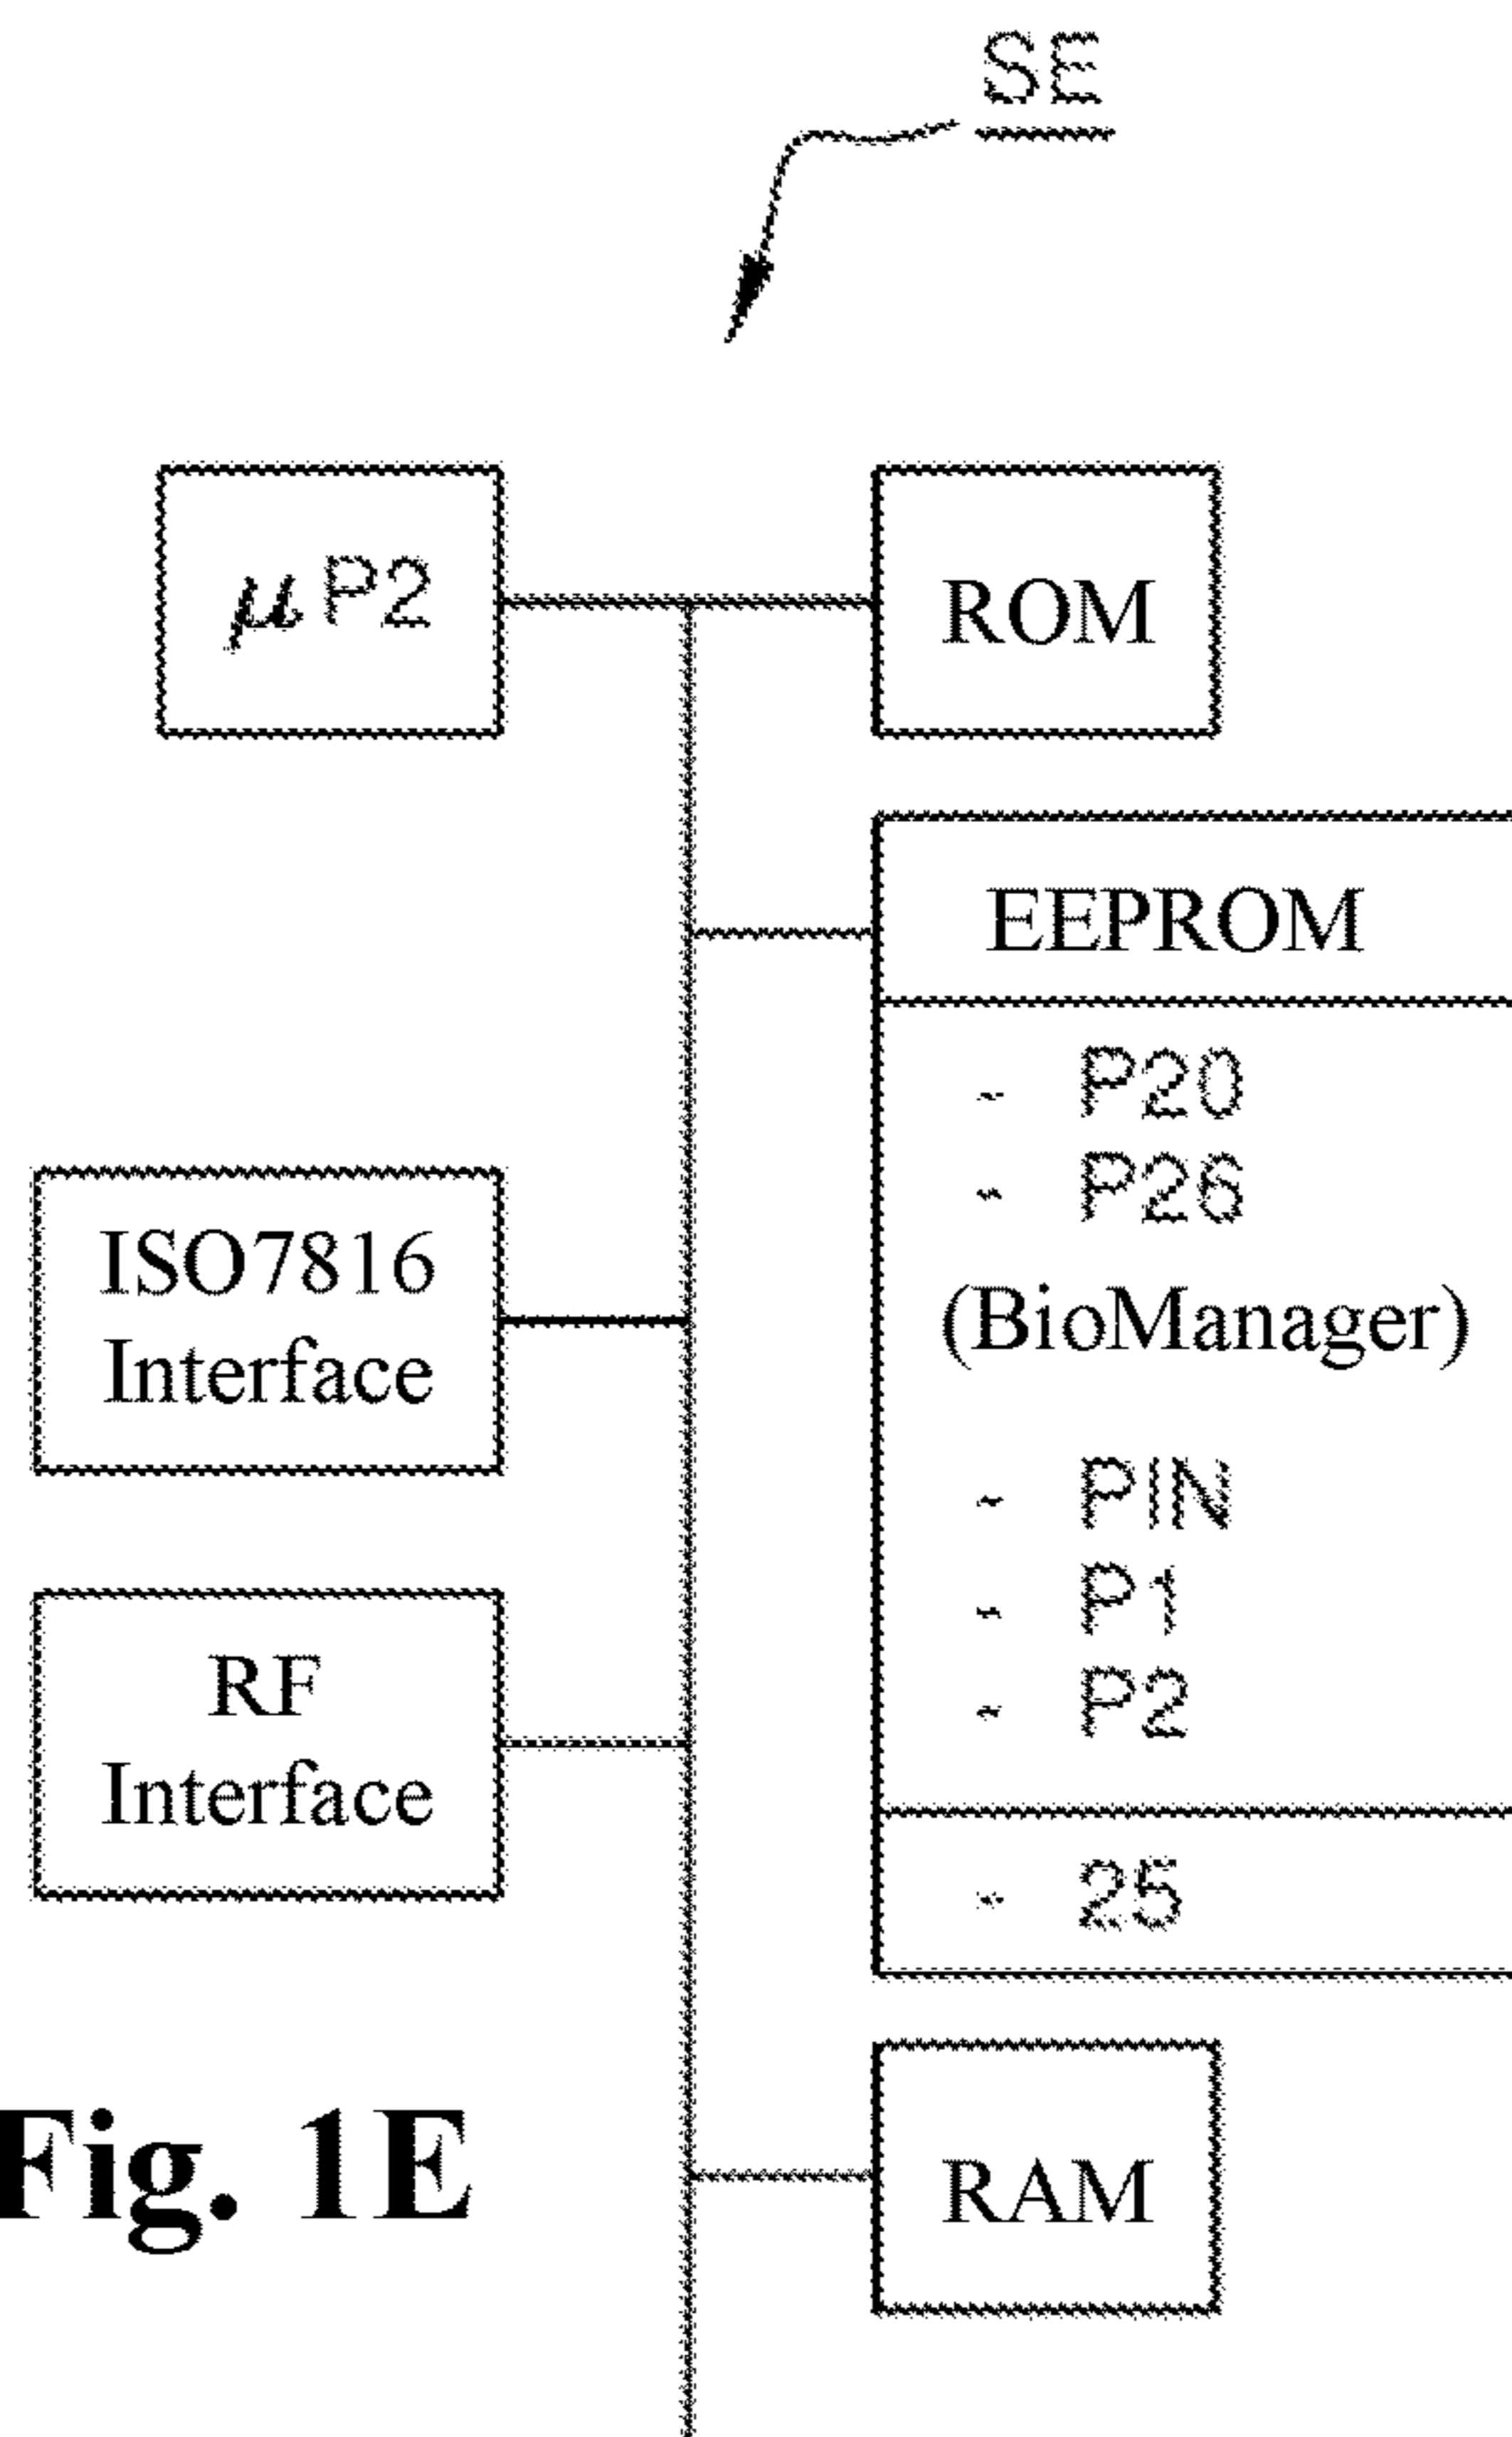 SE
μP2
ROM
EEPROM
- P20
- P26
(BioManager)
- PIN
- P1
- P2
- 25
ISO7816
Interface
RF
Interface
RAM
Fig. 1E